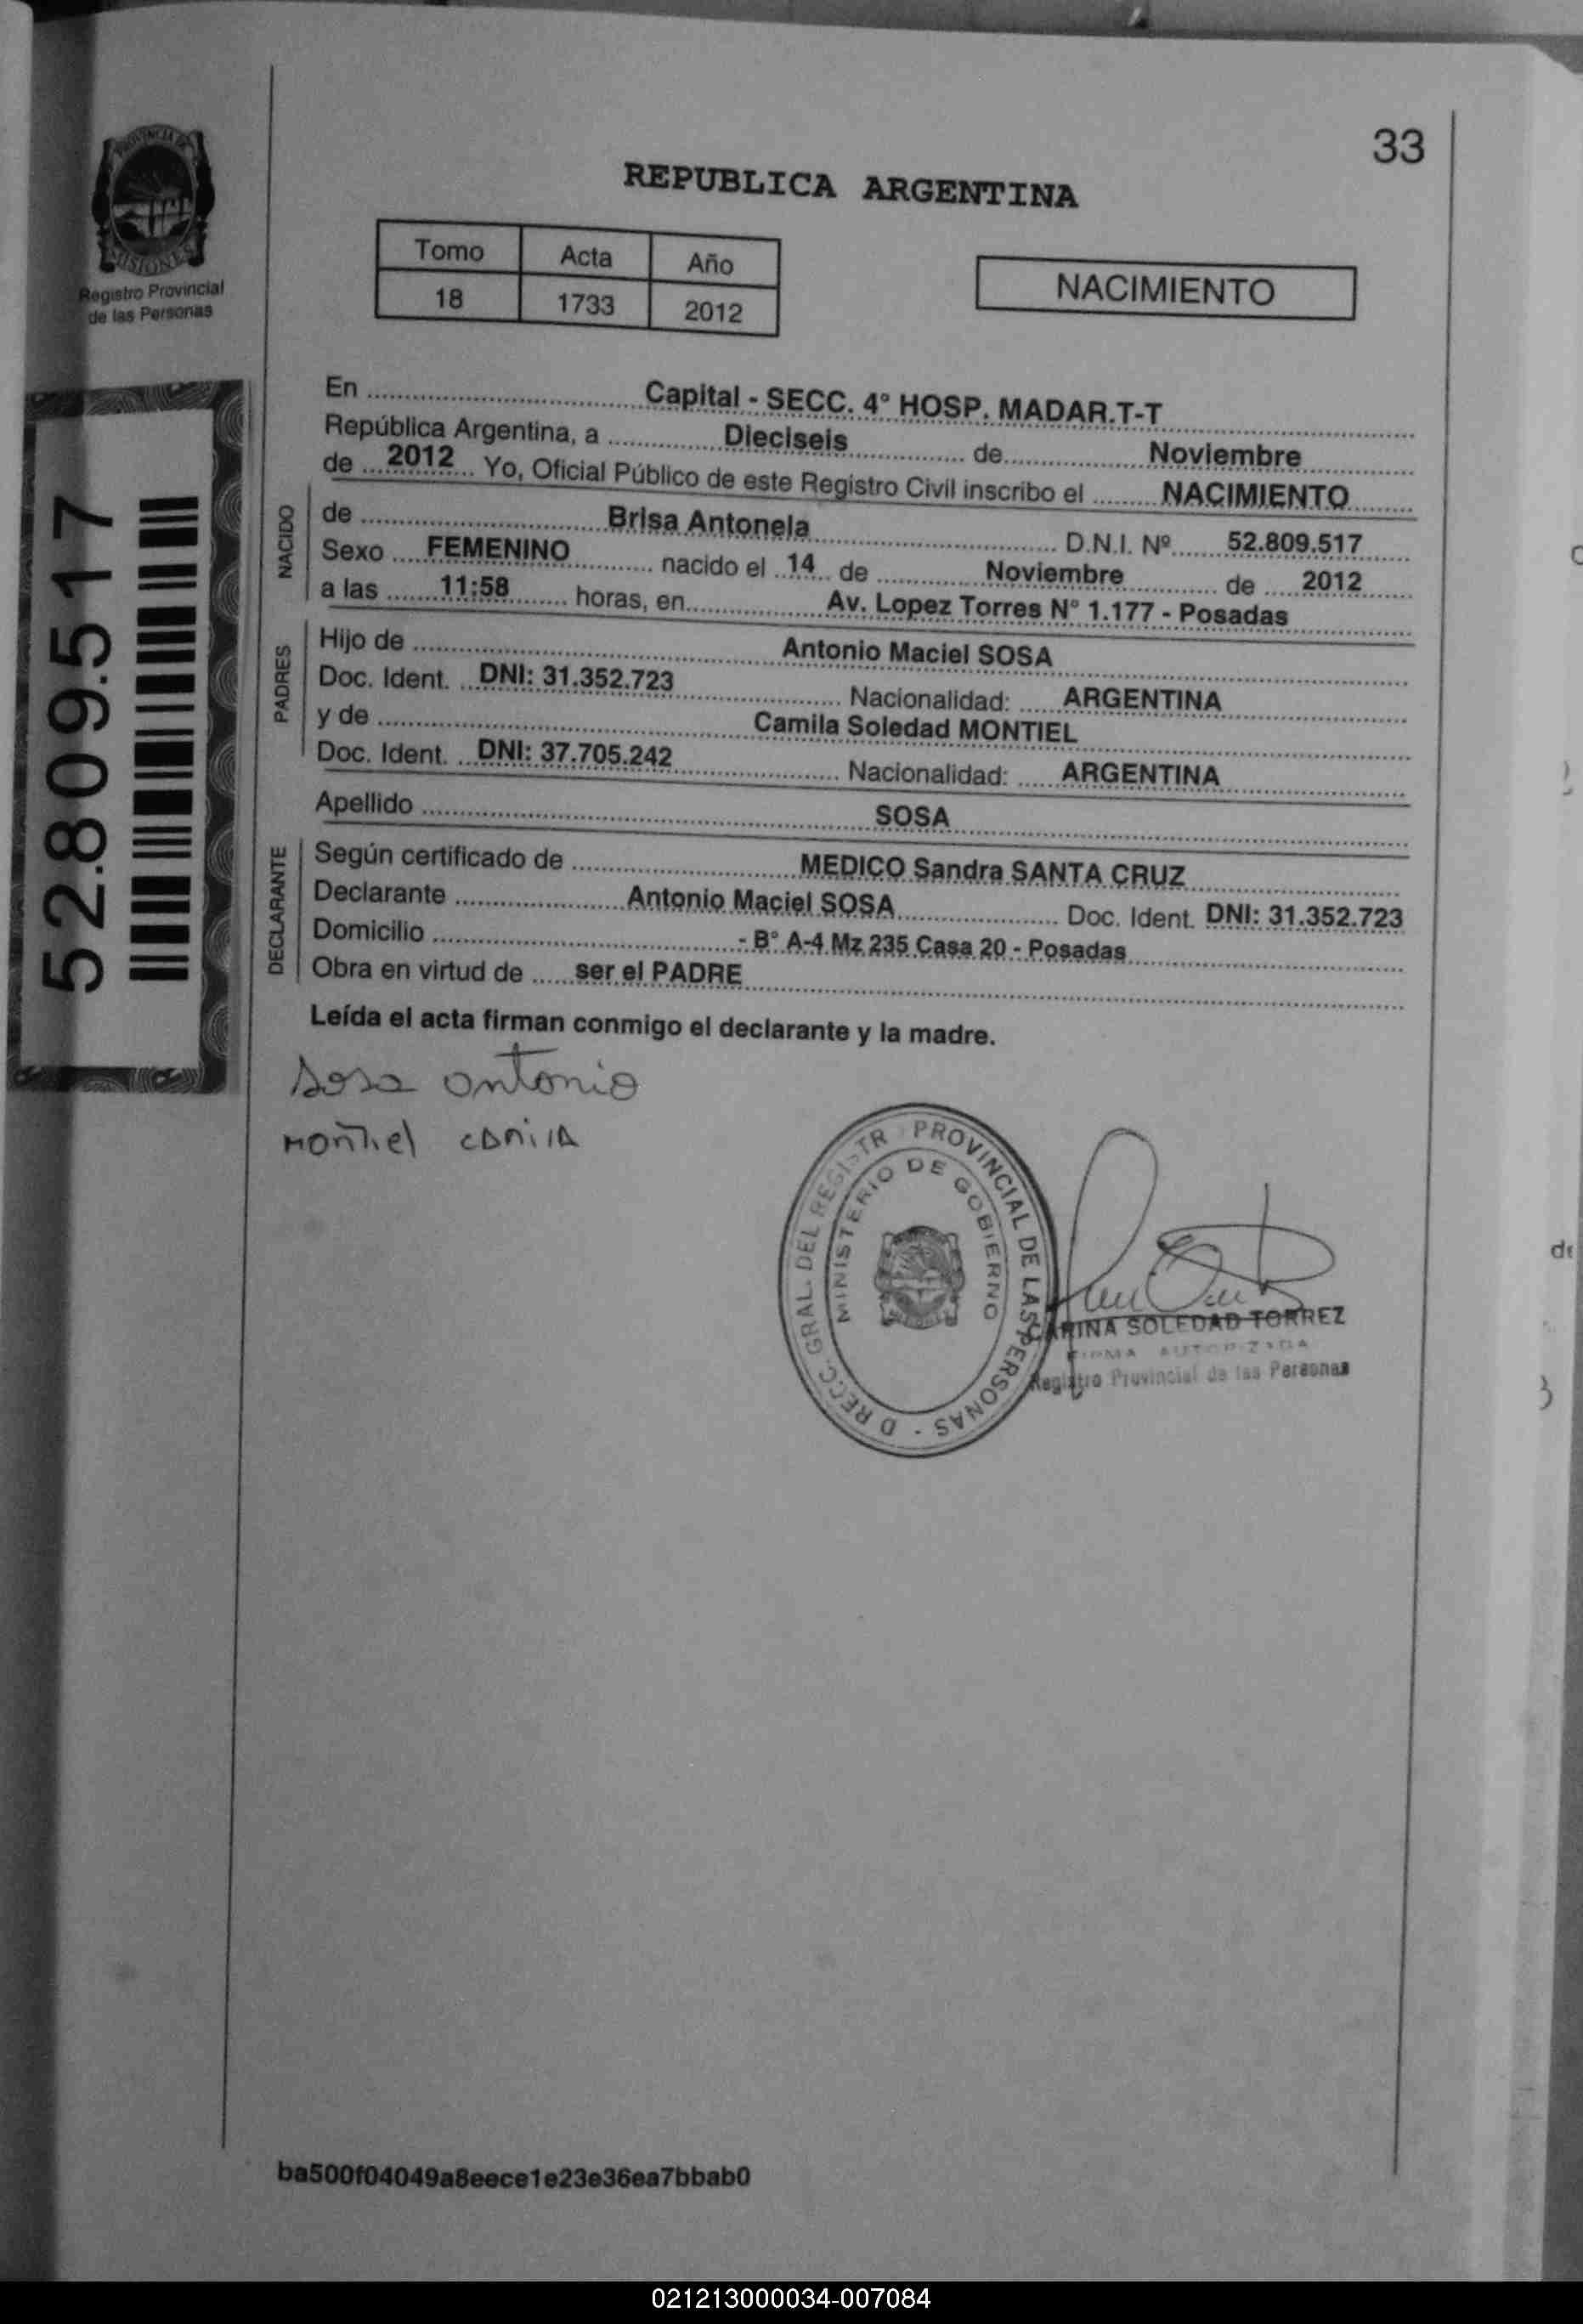 33
PROVINCIA DE
MISIONES
Registro Provincial
de las Personas
REPUBLICA ARGENTINA
Tomo Acta Año
18 1733 2012
NACIMIENTO
52.809.517
En Capital - SECC. 4° HOSP. MADAR.T-T
República Argentina, a Dieciseis de Noviembre
de 2012 Yo, Oficial Público de este Registro Civil inscribo el NACIMIENTO
NACIDO
de Brisa Antonela D.N.I. Nº 52.809.517
Sexo FEMENINO nacido el 14 de Noviembre de 2012
a las 11:58 horas, en Av. Lopez Torres N° 1.177 - Posadas
PADRES
Hijo de Antonio Maciel SOSA
Doc. Ident. DNI: 31.352.723 Nacionalidad: ARGENTINA
y de Camila Soledad MONTIEL
Doc. Ident. DNI: 37.705.242 Nacionalidad: ARGENTINA
Apellido SOSA
DECLARANTE
Según certificado de MEDICO Sandra SANTA CRUZ
Declarante Antonio Maciel SOSA Doc. Ident. DNI: 31.352.723
Domicilio - B° A-4 Mz 235 Casa 20 - Posadas
Obra en virtud de ser el PADRE
Leída el acta firman conmigo el declarante y la madre.
Sosa Antonio
Montiel Camila
D RECC. GRAL. DEL REGISTR PROVINCIAL DE LAS PERSONAS -
MINISTERIO DE GOBIERNO
CARINA SOLEDAD TORREZ
FIRMA AUTORIZADA
Registro Provincial de las Personas
ba500f04049a8eece1e23e36ea7bbab0
021213000034-007084